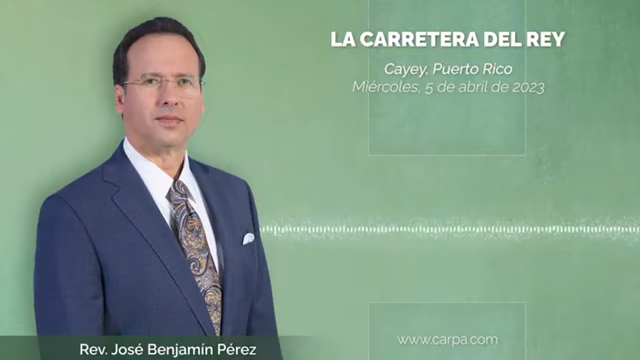 LA CARRETERA DEL REY
Cayey, Puerto Rico
Miércoles, 5 de abril de 2023
www.carpa.com
Rev. José Benjamín Pérez